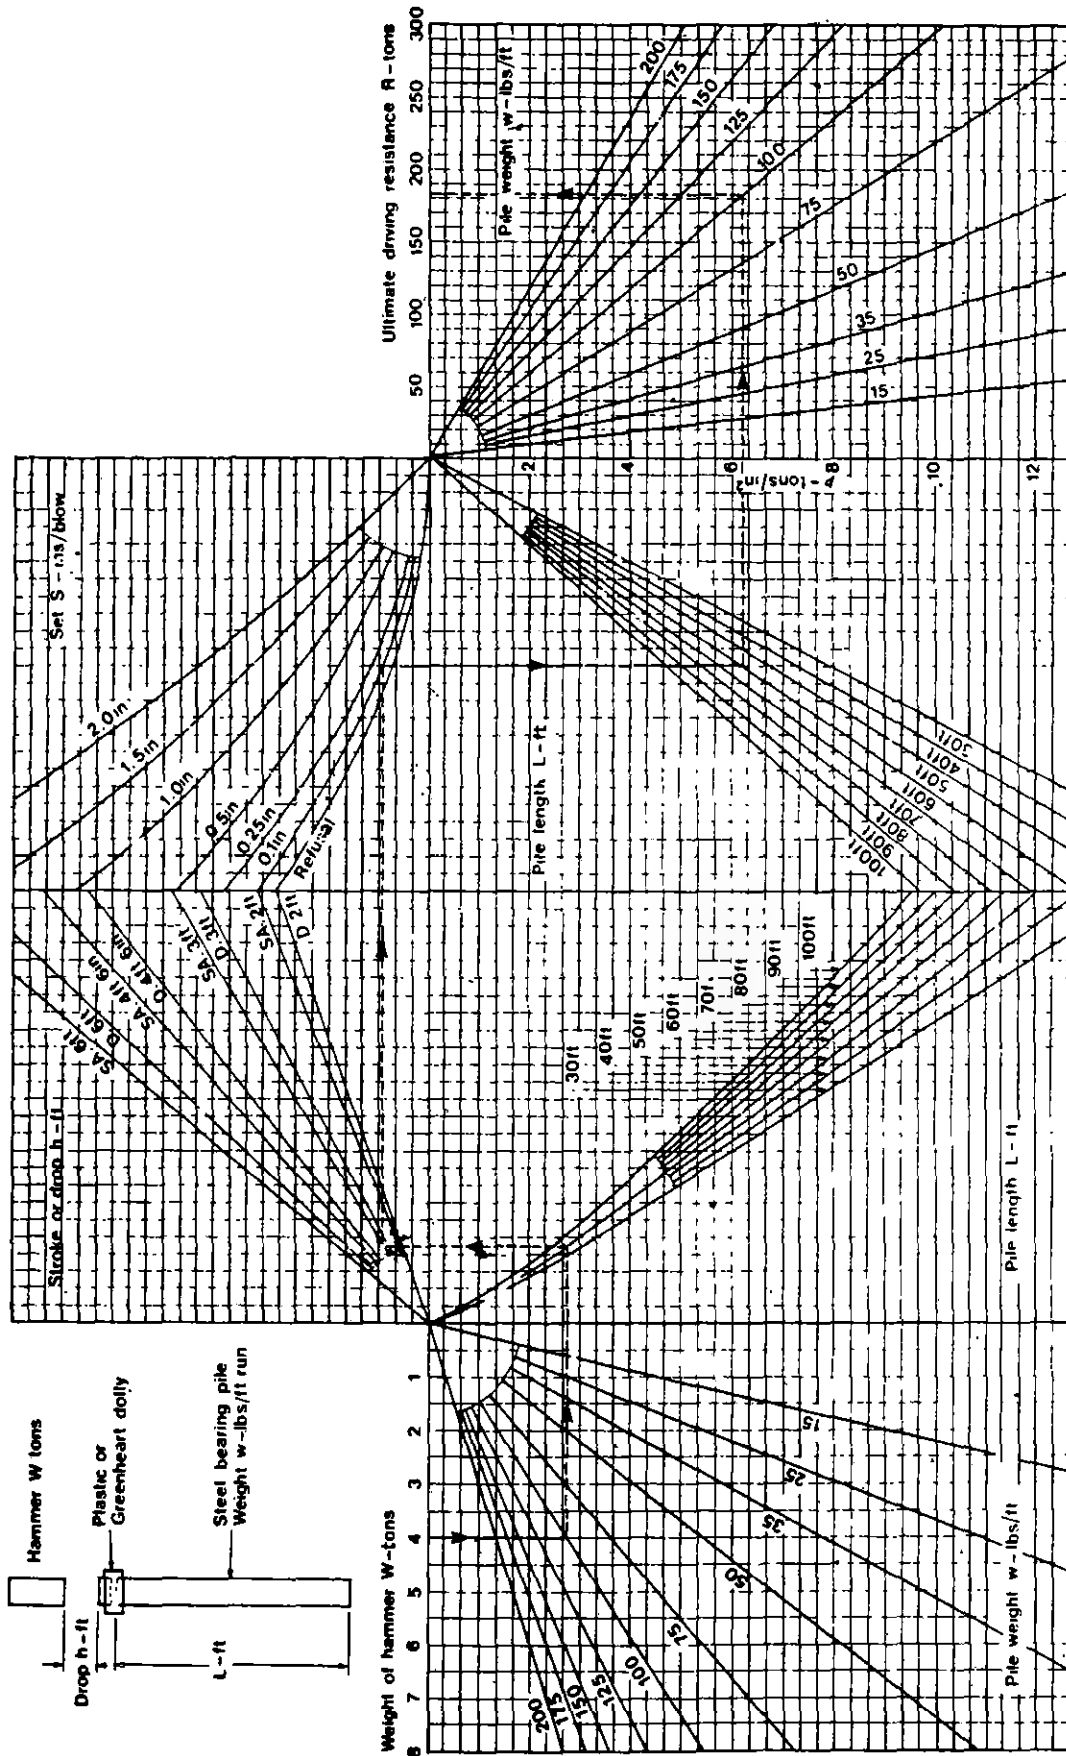 Hammer W tons
Plastic or
Greenheart dolly
Steel bearing pile
Weight w-lbs/ft run
Drop h-ft
L-ft
Weight of hammer W-tons
8
7
6
5
4
3
2
1
200
175
150
125
100
75
50
35
25
15
Pile weight w-lbs/ft
Stroke or drop h-ft
SA. 6ft
D. 6ft
SA 4ft 6in
D. 4ft 6in
SA. 3ft
D 3ft
SA. 2ft
D 2ft
Set S - ins/blow
2.0in
1.5in
1.0in
0.5in
0.25in
0.1in
Refusal
30ft
40ft
50ft
60ft
70f.
80ft
90ft
100ft
Pile length L-ft
Pile length L-ft
100ft
90ft
80ft
70ft
60ft
50ft
40ft
30ft
2
4
6
8
10
12
- tons/in²
Ultimate driving resistance R-tons
50
100
150
200
250
300
Pile weight w-lbs/ft
200
175
150
125
100
75
50
35
25
15